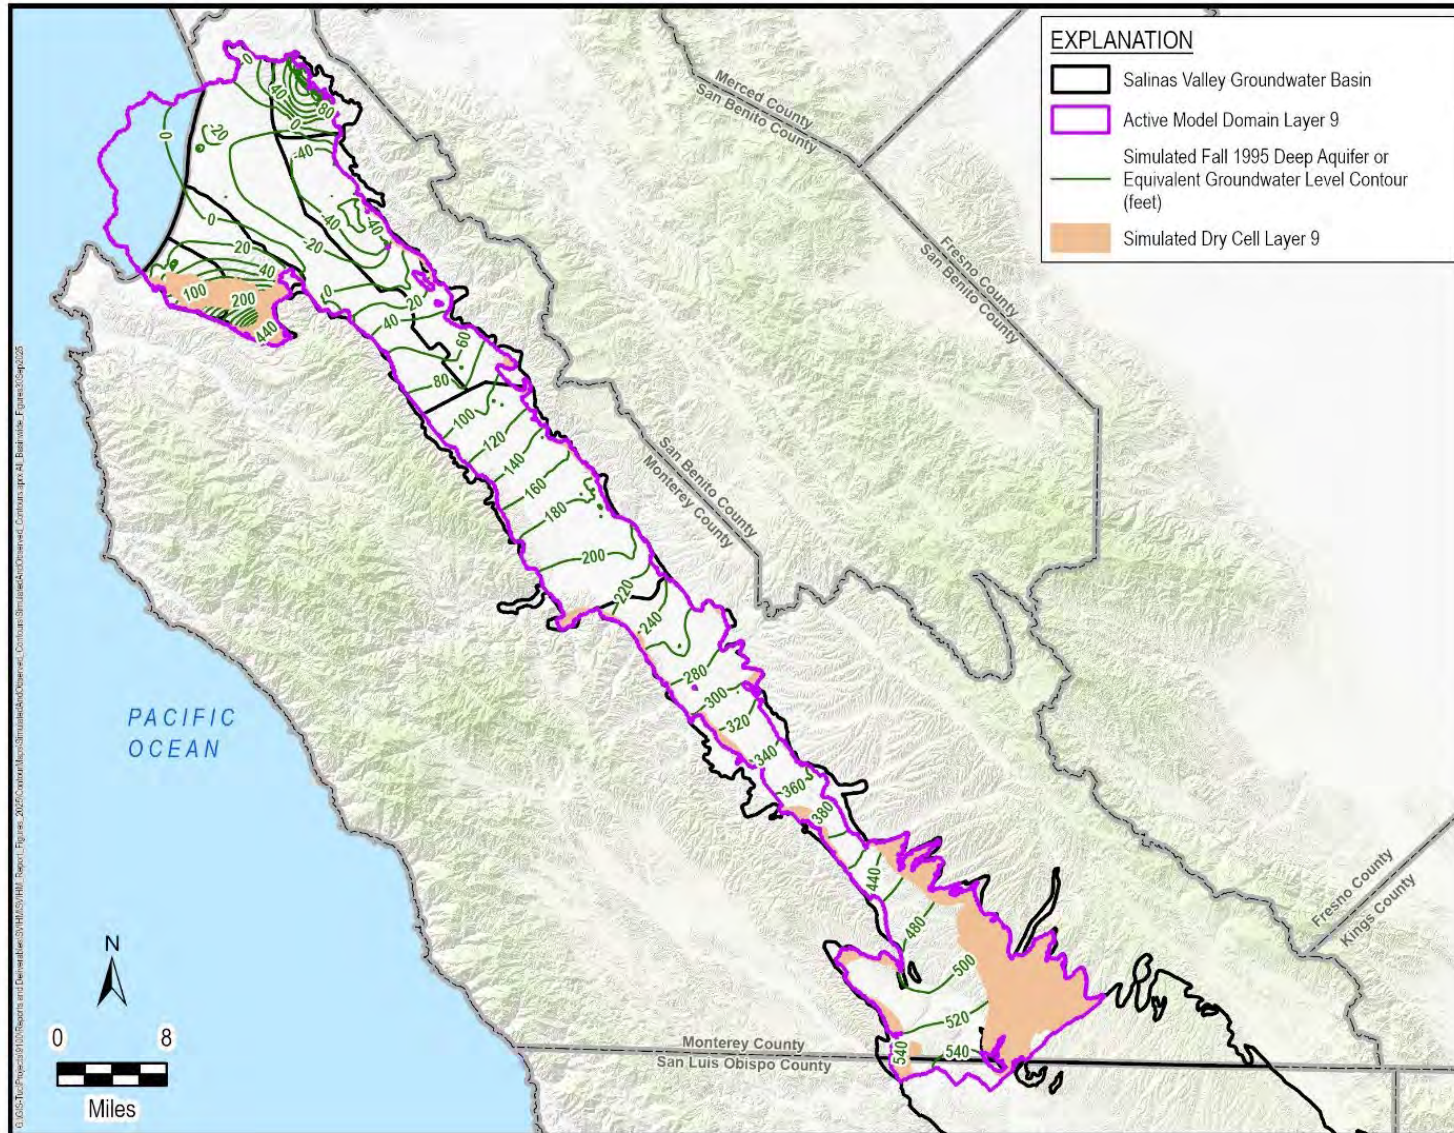 EXPLANATION
Salinas Valley Groundwater Basin
Active Model Domain Layer 9
Simulated Fall 1995 Deep Aquifer or
Equivalent Groundwater Level Contour
(feet)
Simulated Dry Cell Layer 9
Merced County
San Benito County
Fresno County
San Benito County
San Benito County
Monterey County
Fresno County
Kings County
Monterey County
San Luis Obispo County
PACIFIC
OCEAN
N
0 8
Miles
0
40
80
0
0
-20
-40
-40
-40
-20
0
20
40
100
200
440
0
20
40
60
80
100
120
140
160
180
200
220
240
280
300
320
340
360
380
440
480
500
520
540
540